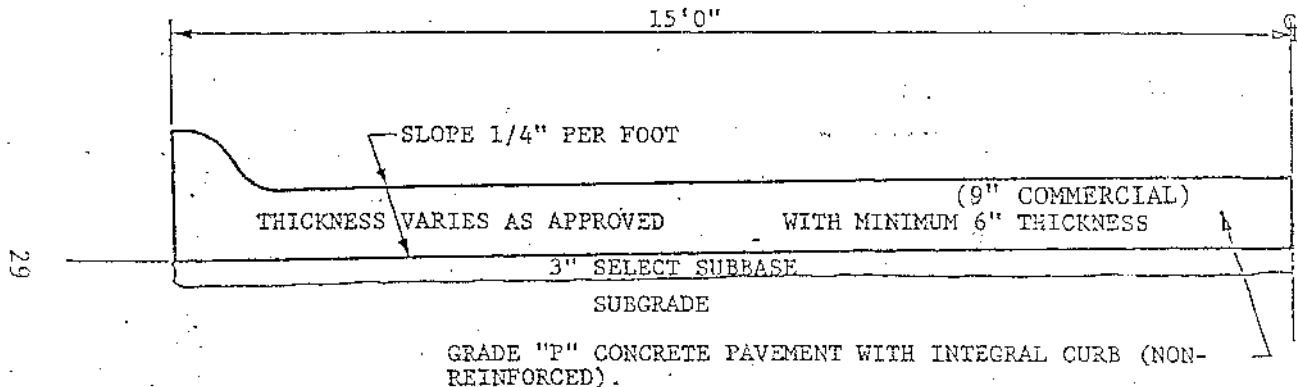 15'0"
℄
SLOPE 1/4" PER FOOT
(9" COMMERCIAL)
THICKNESS VARIES AS APPROVED
WITH MINIMUM 6" THICKNESS
3" SELECT SUBBASE
SUBGRADE
GRADE "P" CONCRETE PAVEMENT WITH INTEGRAL CURB (NON-
REINFORCED).
29